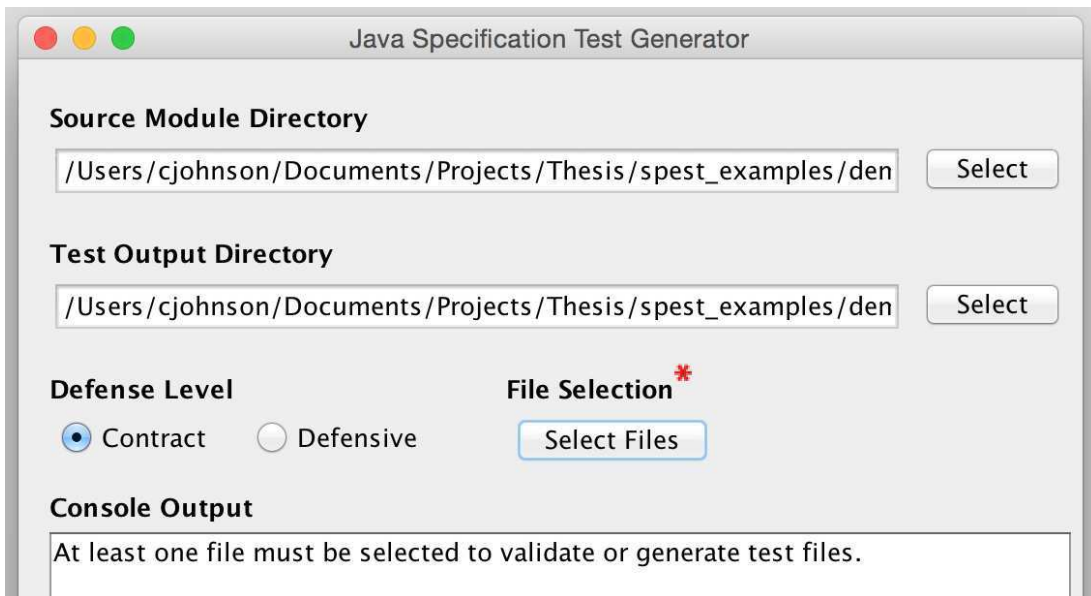 Java Specification Test Generator
Source Module Directory
/Users/cjohnson/Documents/Projects/Thesis/spest_examples/den
Select
Test Output Directory
/Users/cjohnson/Documents/Projects/Thesis/spest_examples/den
Select
Defense Level
File Selection*
Contract
Defensive
Select Files
Console Output
At least one file must be selected to validate or generate test files.